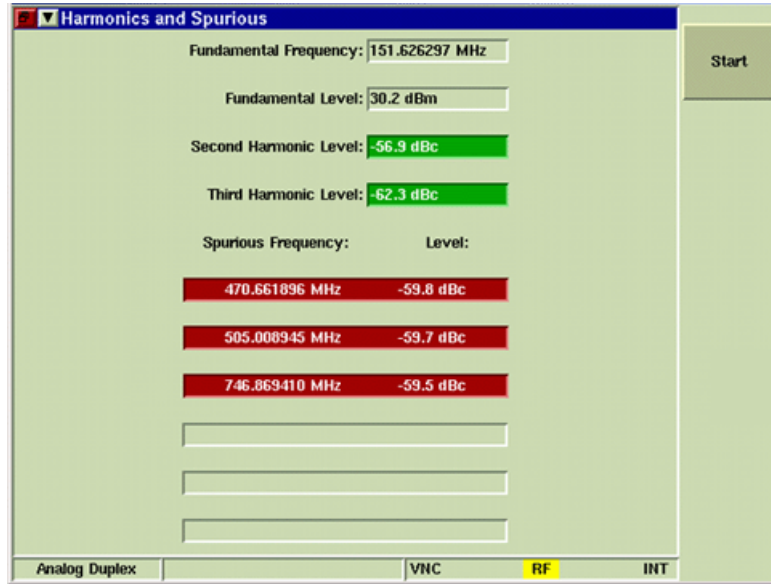 Harmonics and Spurious
Fundamental Frequency: 151.626297 MHz
Start
Fundamental Level: 30.2 dBm
Second Harmonic Level: -56.9 dBc
Third Harmonic Level: -62.3 dBc
Spurious Frequency: Level:
470.661896 MHz -59.8 dBc
505.008945 MHz -59.7 dBc
746.869410 MHz -59.5 dBc
Analog Duplex VNC RF INT